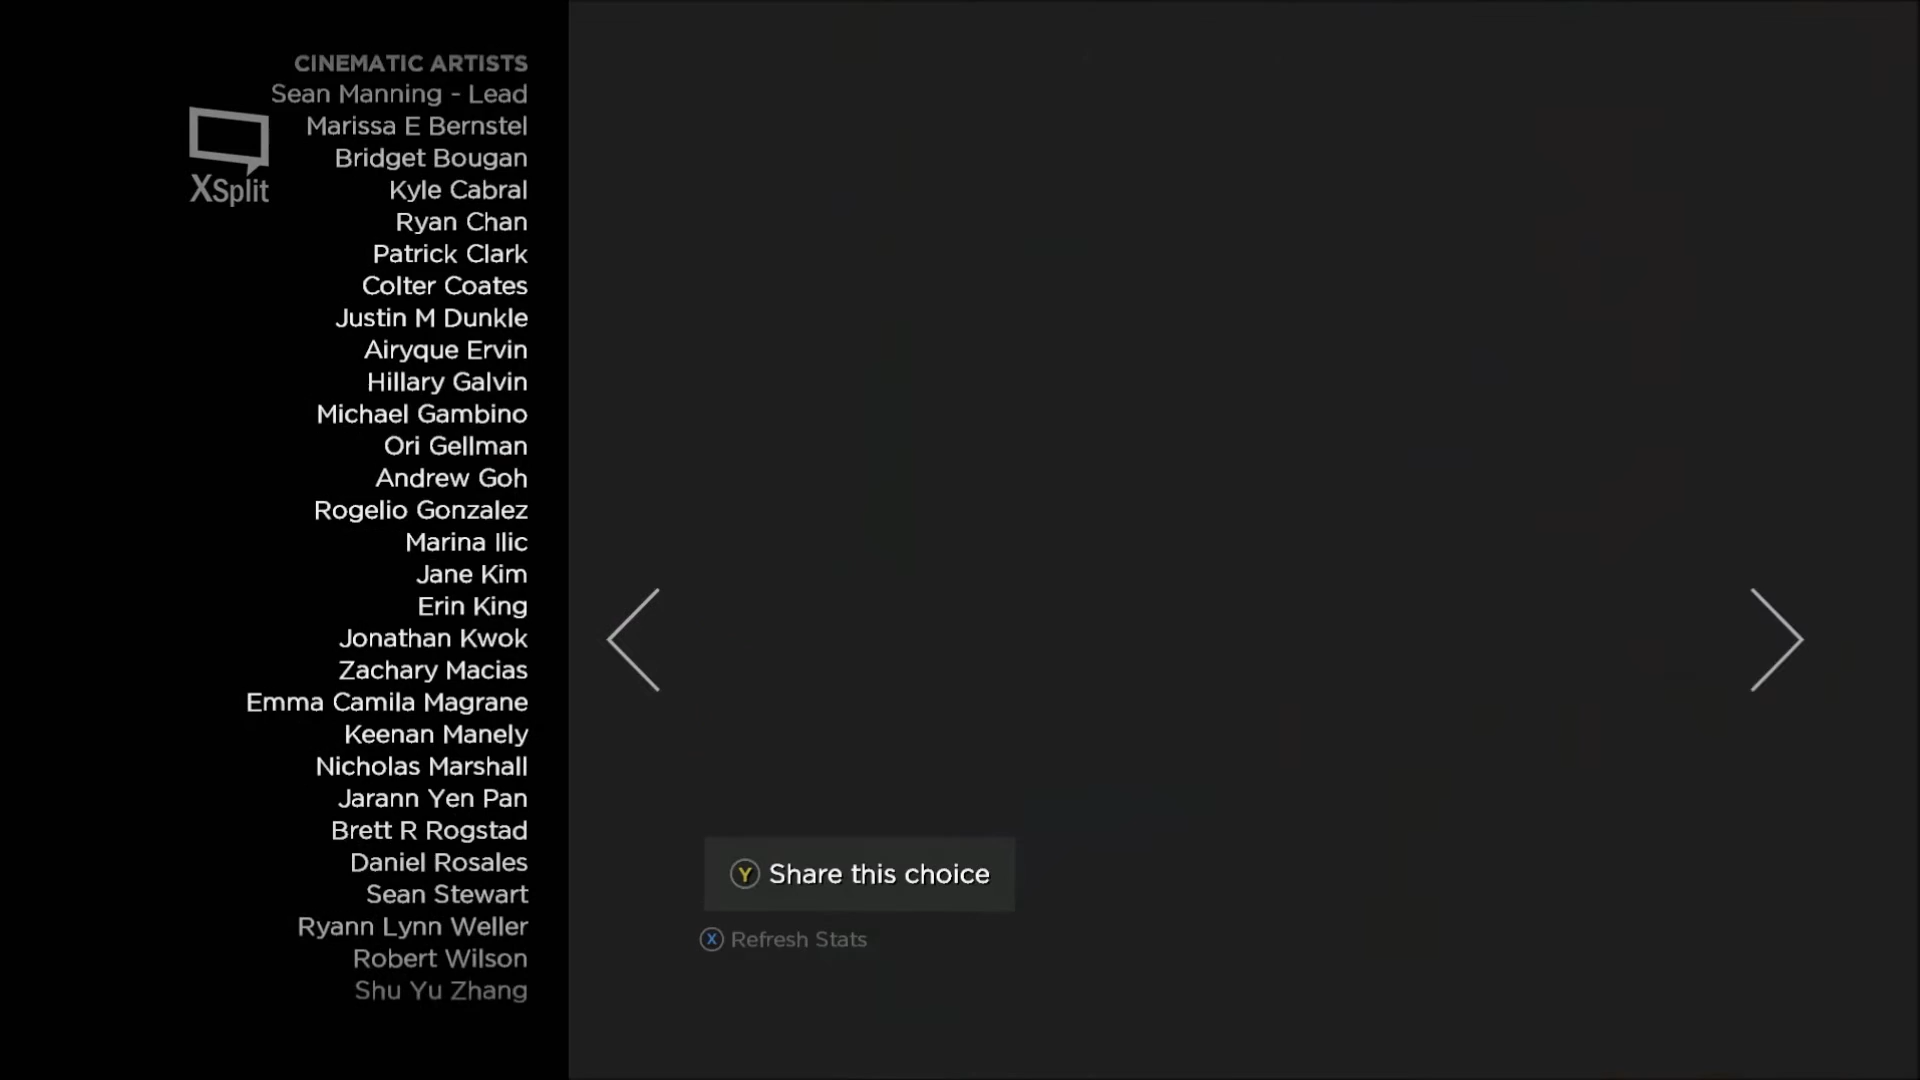 CINEMATIC ARTISTS
Sean Manning - Lead
Marissa E Bernstel
Bridget Bougan
XSplit
Kyle Cabral
Ryan Chan
Patrick Clark
Colter Coates
Justin M Dunkle
Airyque Ervin
Hillary Galvin
Michael Gambino
Ori Gellman
Andrew Goh
Rogelio Gonzalez
Marina Ilic
Jane Kim
Erin King
Jonathan Kwok
Zachary Macias
Emma Camila Magrane
Keenan Manely
Nicholas Marshall
Jarann Yen Pan
Brett R Rogstad
Daniel Rosales
Sean Stewart
Ryann Lynn Weller
Robert Wilson
Shu Yu Zhang
Y Share this choice
X Refresh Stats